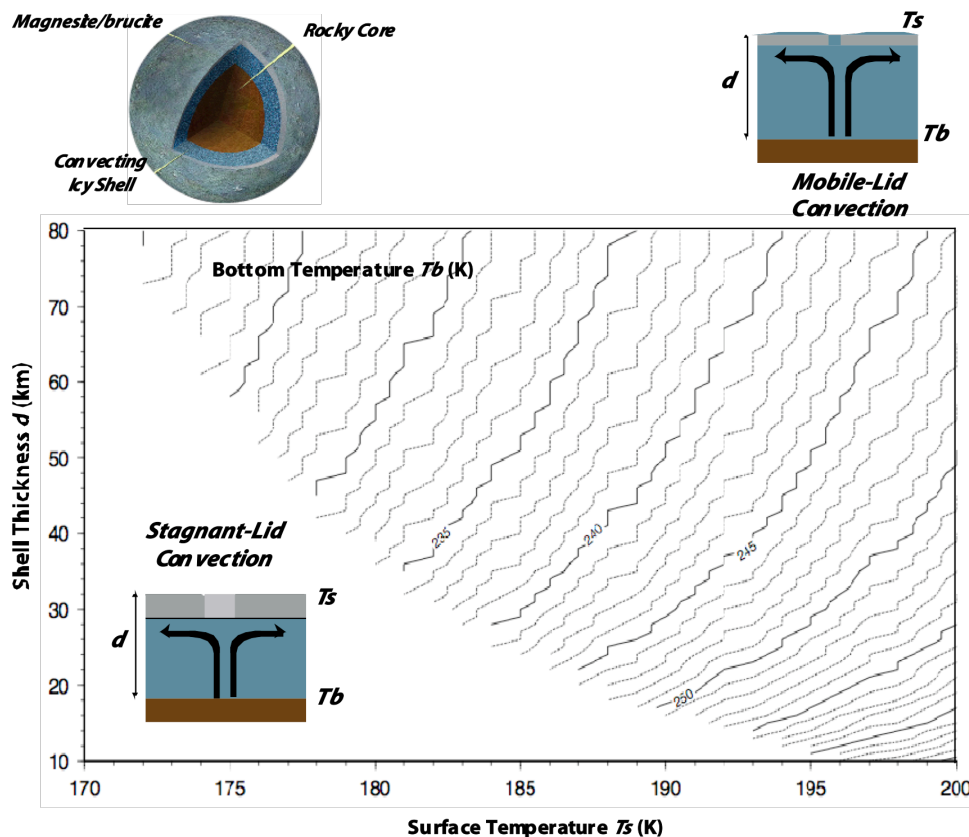 Magnesite/brucite
Rocky Core
Convecting
Icy Shell
Ts
d
Tb
Mobile-Lid
Convection
Bottom Temperature Tb (K)
80
70
60
50
40
30
20
10
Shell Thickness d (km)
235
240
245
250
Stagnant-Lid
Convection
Ts
d
Tb
170
175
180
185
190
195
200
Surface Temperature Ts (K)